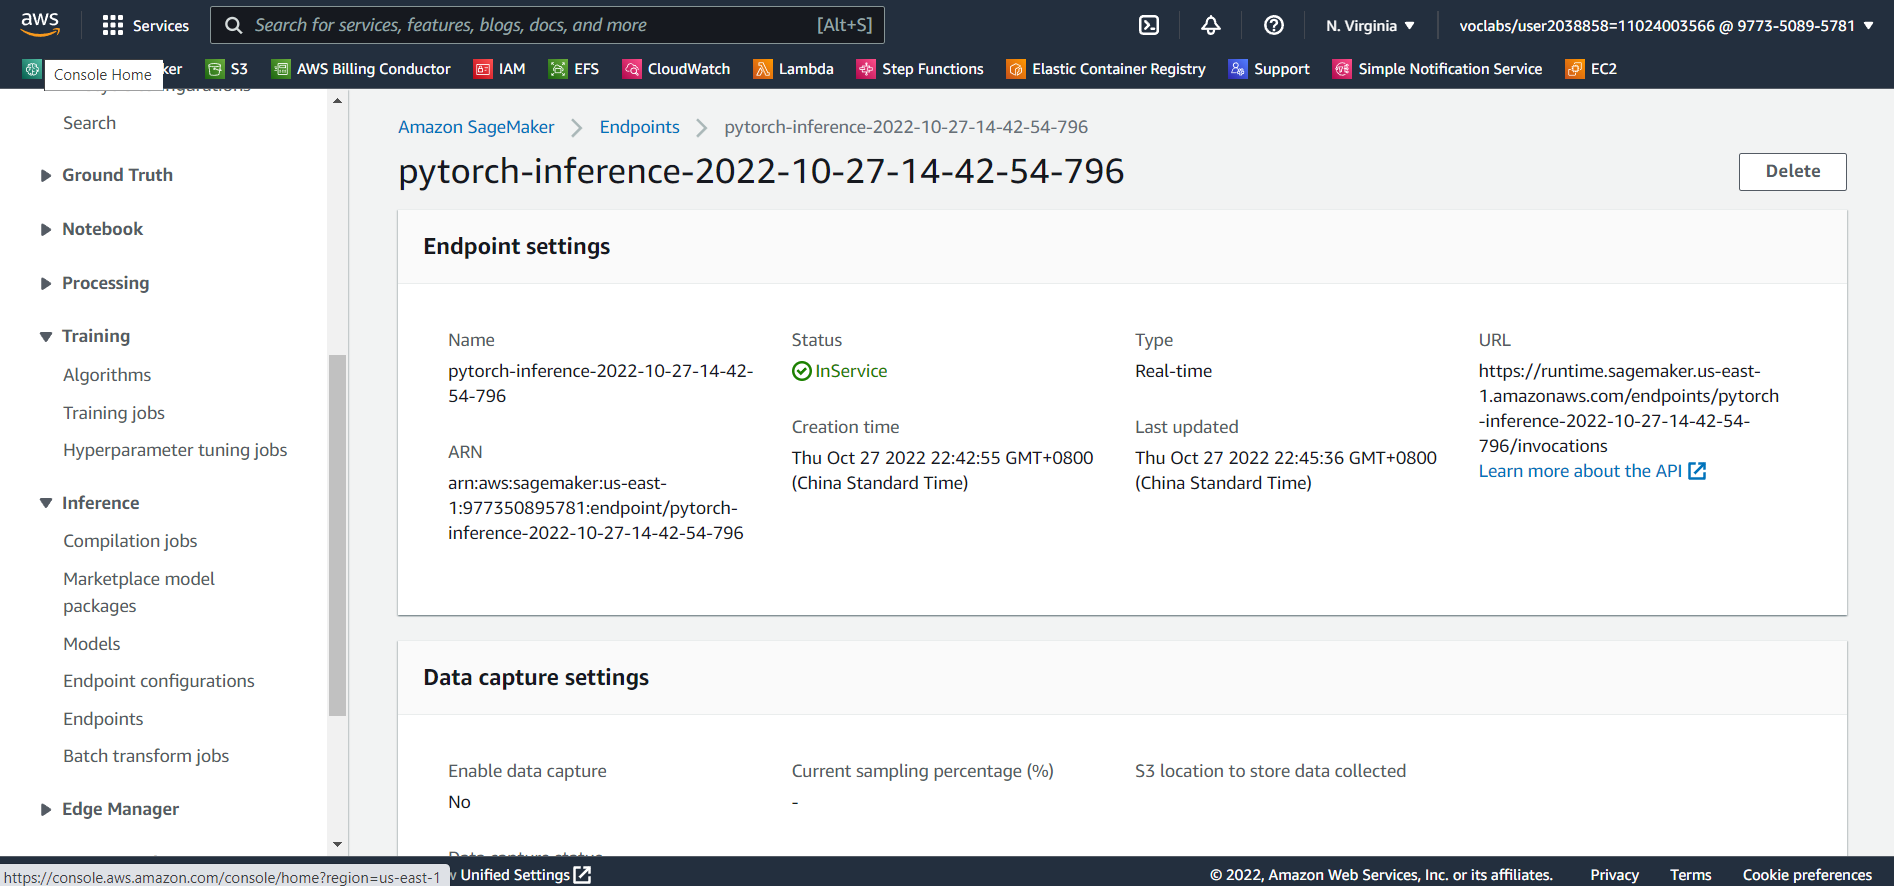 aws
Services
Search for services, features, blogs, docs, and more
[Alt+S]
N. Virginia
voclabs/user2038858=11024003566 @ 9773-5089-5781
Console Home
S3
AWS Billing Conductor
IAM
EFS
CloudWatch
Lambda
Step Functions
Elastic Container Registry
Support
Simple Notification Service
EC2
Search
Ground Truth
Notebook
Processing
Training
Algorithms
Training jobs
Hyperparameter tuning jobs
Inference
Compilation jobs
Marketplace model
packages
Models
Endpoint configurations
Endpoints
Batch transform jobs
Edge Manager
Amazon SageMaker
Endpoints
pytorch-inference-2022-10-27-14-42-54-796
pytorch-inference-2022-10-27-14-42-54-796
Delete
Endpoint settings
Name
pytorch-inference-2022-10-27-14-42-
54-796
ARN
arn:aws:sagemaker:us-east-
1:977350895781:endpoint/pytorch-
inference-2022-10-27-14-42-54-796
Status
InService
Creation time
Thu Oct 27 2022 22:42:55 GMT+0800
(China Standard Time)
Type
Real-time
Last updated
Thu Oct 27 2022 22:45:36 GMT+0800
(China Standard Time)
URL
https://runtime.sagemaker.us-east-
1.amazonaws.com/endpoints/pytorch
-inference-2022-10-27-14-42-54-
796/invocations
Learn more about the API
Data capture settings
Enable data capture
No
Current sampling percentage (%)
-
S3 location to store data collected
Data capture status
https://console.aws.amazon.com/console/home?region=us-east-1
Unified Settings
© 2022, Amazon Web Services, Inc. or its affiliates.
Privacy
Terms
Cookie preferences